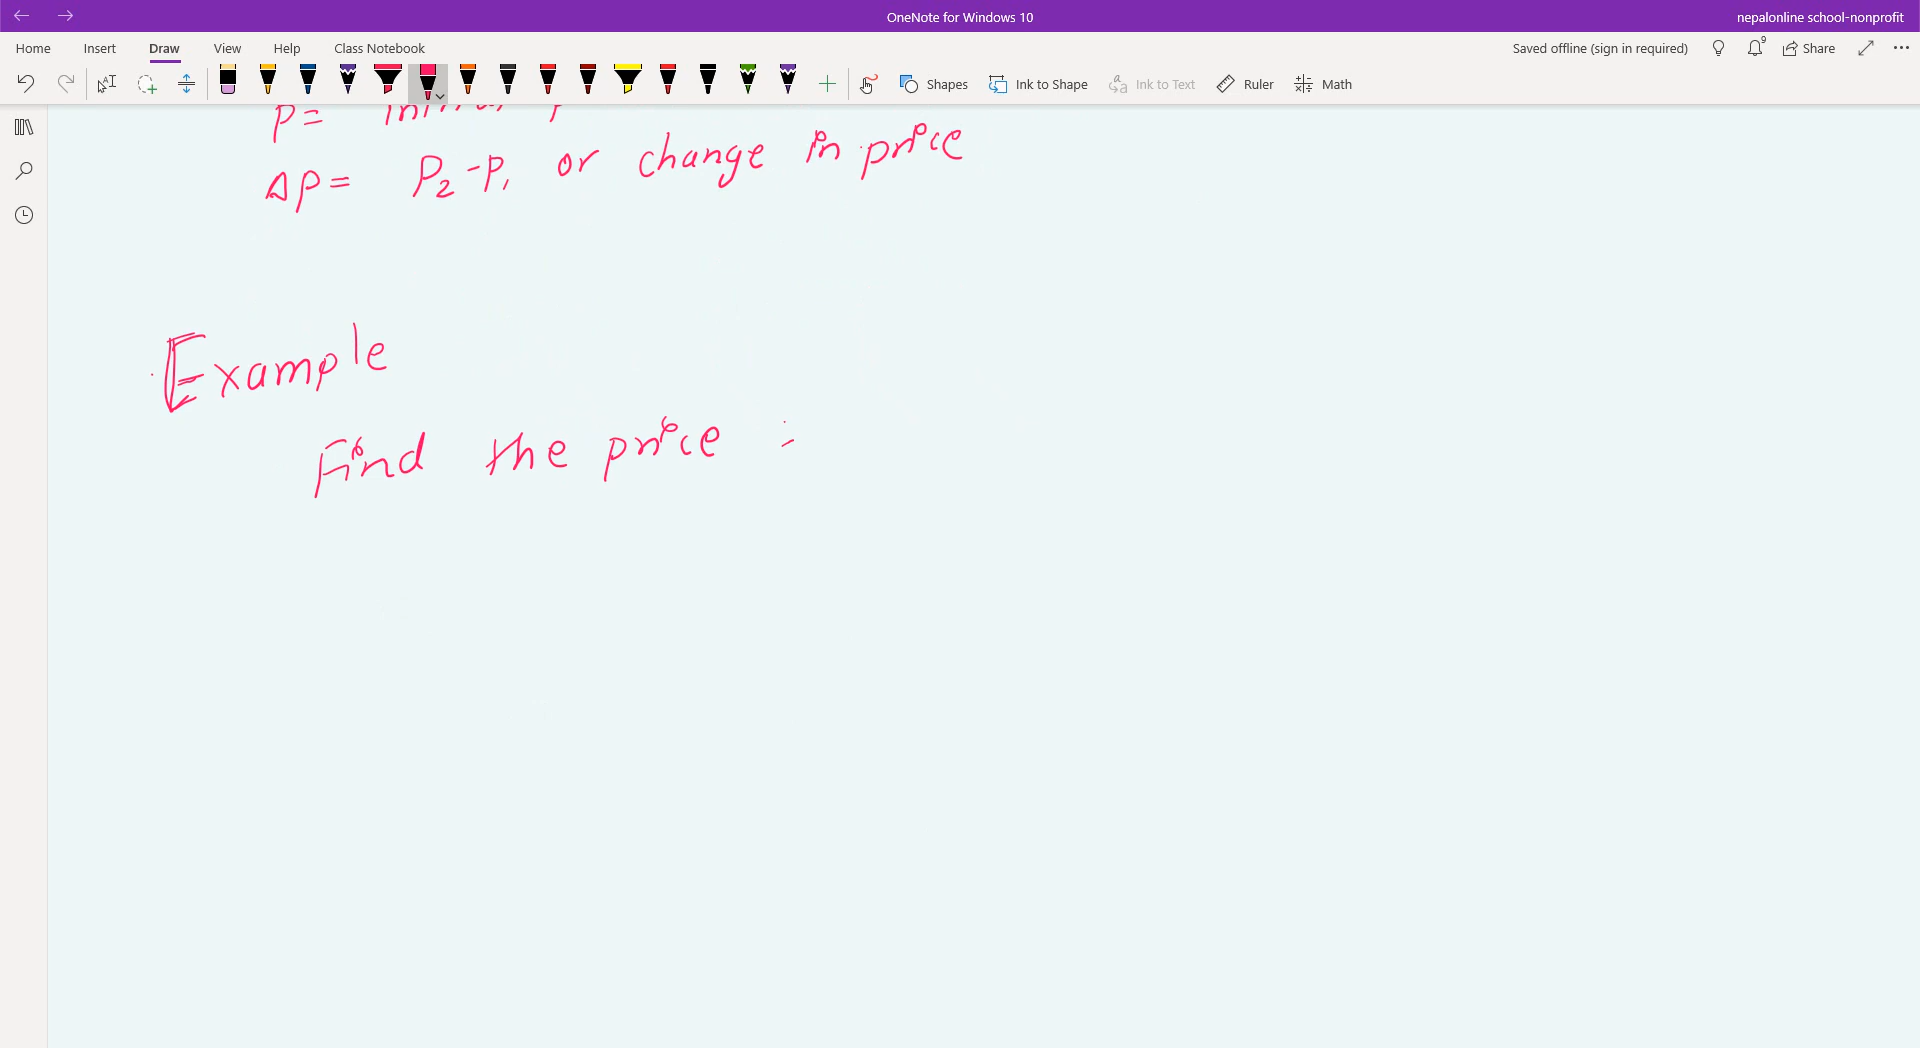 OneNote for Windows 10
nepalonline school-nonprofit
Home Insert Draw View Help Class Notebook
Saved offline (sign in required) 9 Share
Shapes Ink to Shape Ink to Text Ruler Math
P=
ΔP= P2-P1 or change in price
Example
Find the price